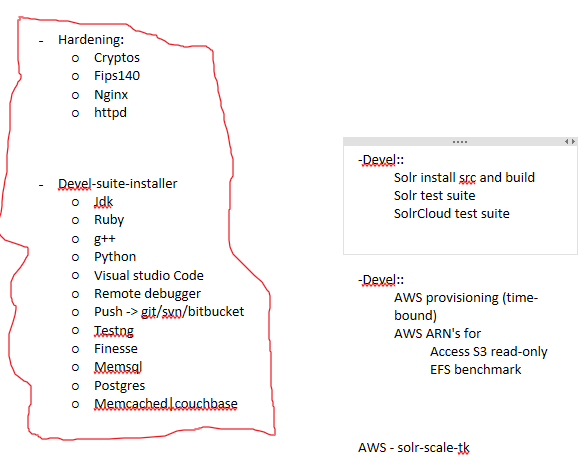 - Hardening:
o Cryptos
o Fips140
o Nginx
o httpd
- Devel-suite-installer
o Jdk
o Ruby
o g++
o Python
o Visual studio Code
o Remote debugger
o Push -> git/svn/bitbucket
o Testng
o Finesse
o Memsql
o Postgres
o Memcached|couchbase
-Devel::
Solr install src and build
Solr test suite
SolrCloud test suite
-Devel::
AWS provisioning (time-
bound)
AWS ARN's for
Access S3 read-only
EFS benchmark
AWS - solr-scale-tk